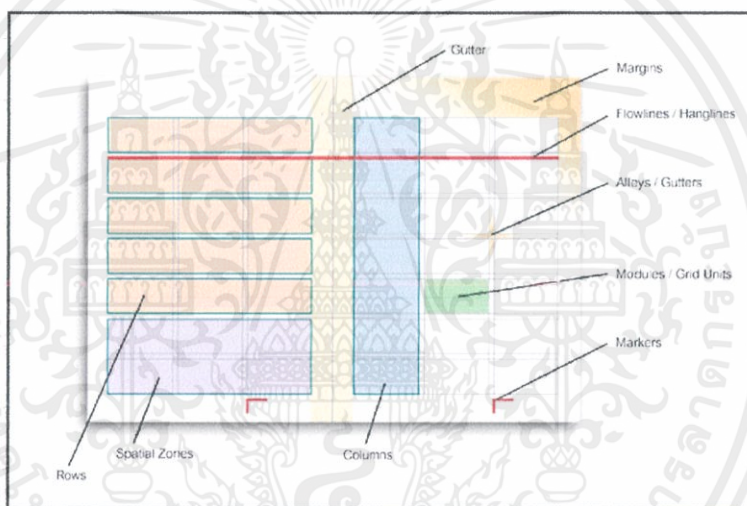 Gutter
Margins
Flowlines / Hanglines
Alleys / Gutters
Modules / Grid Units
Markers
Columns
Spatial Zones
Rows